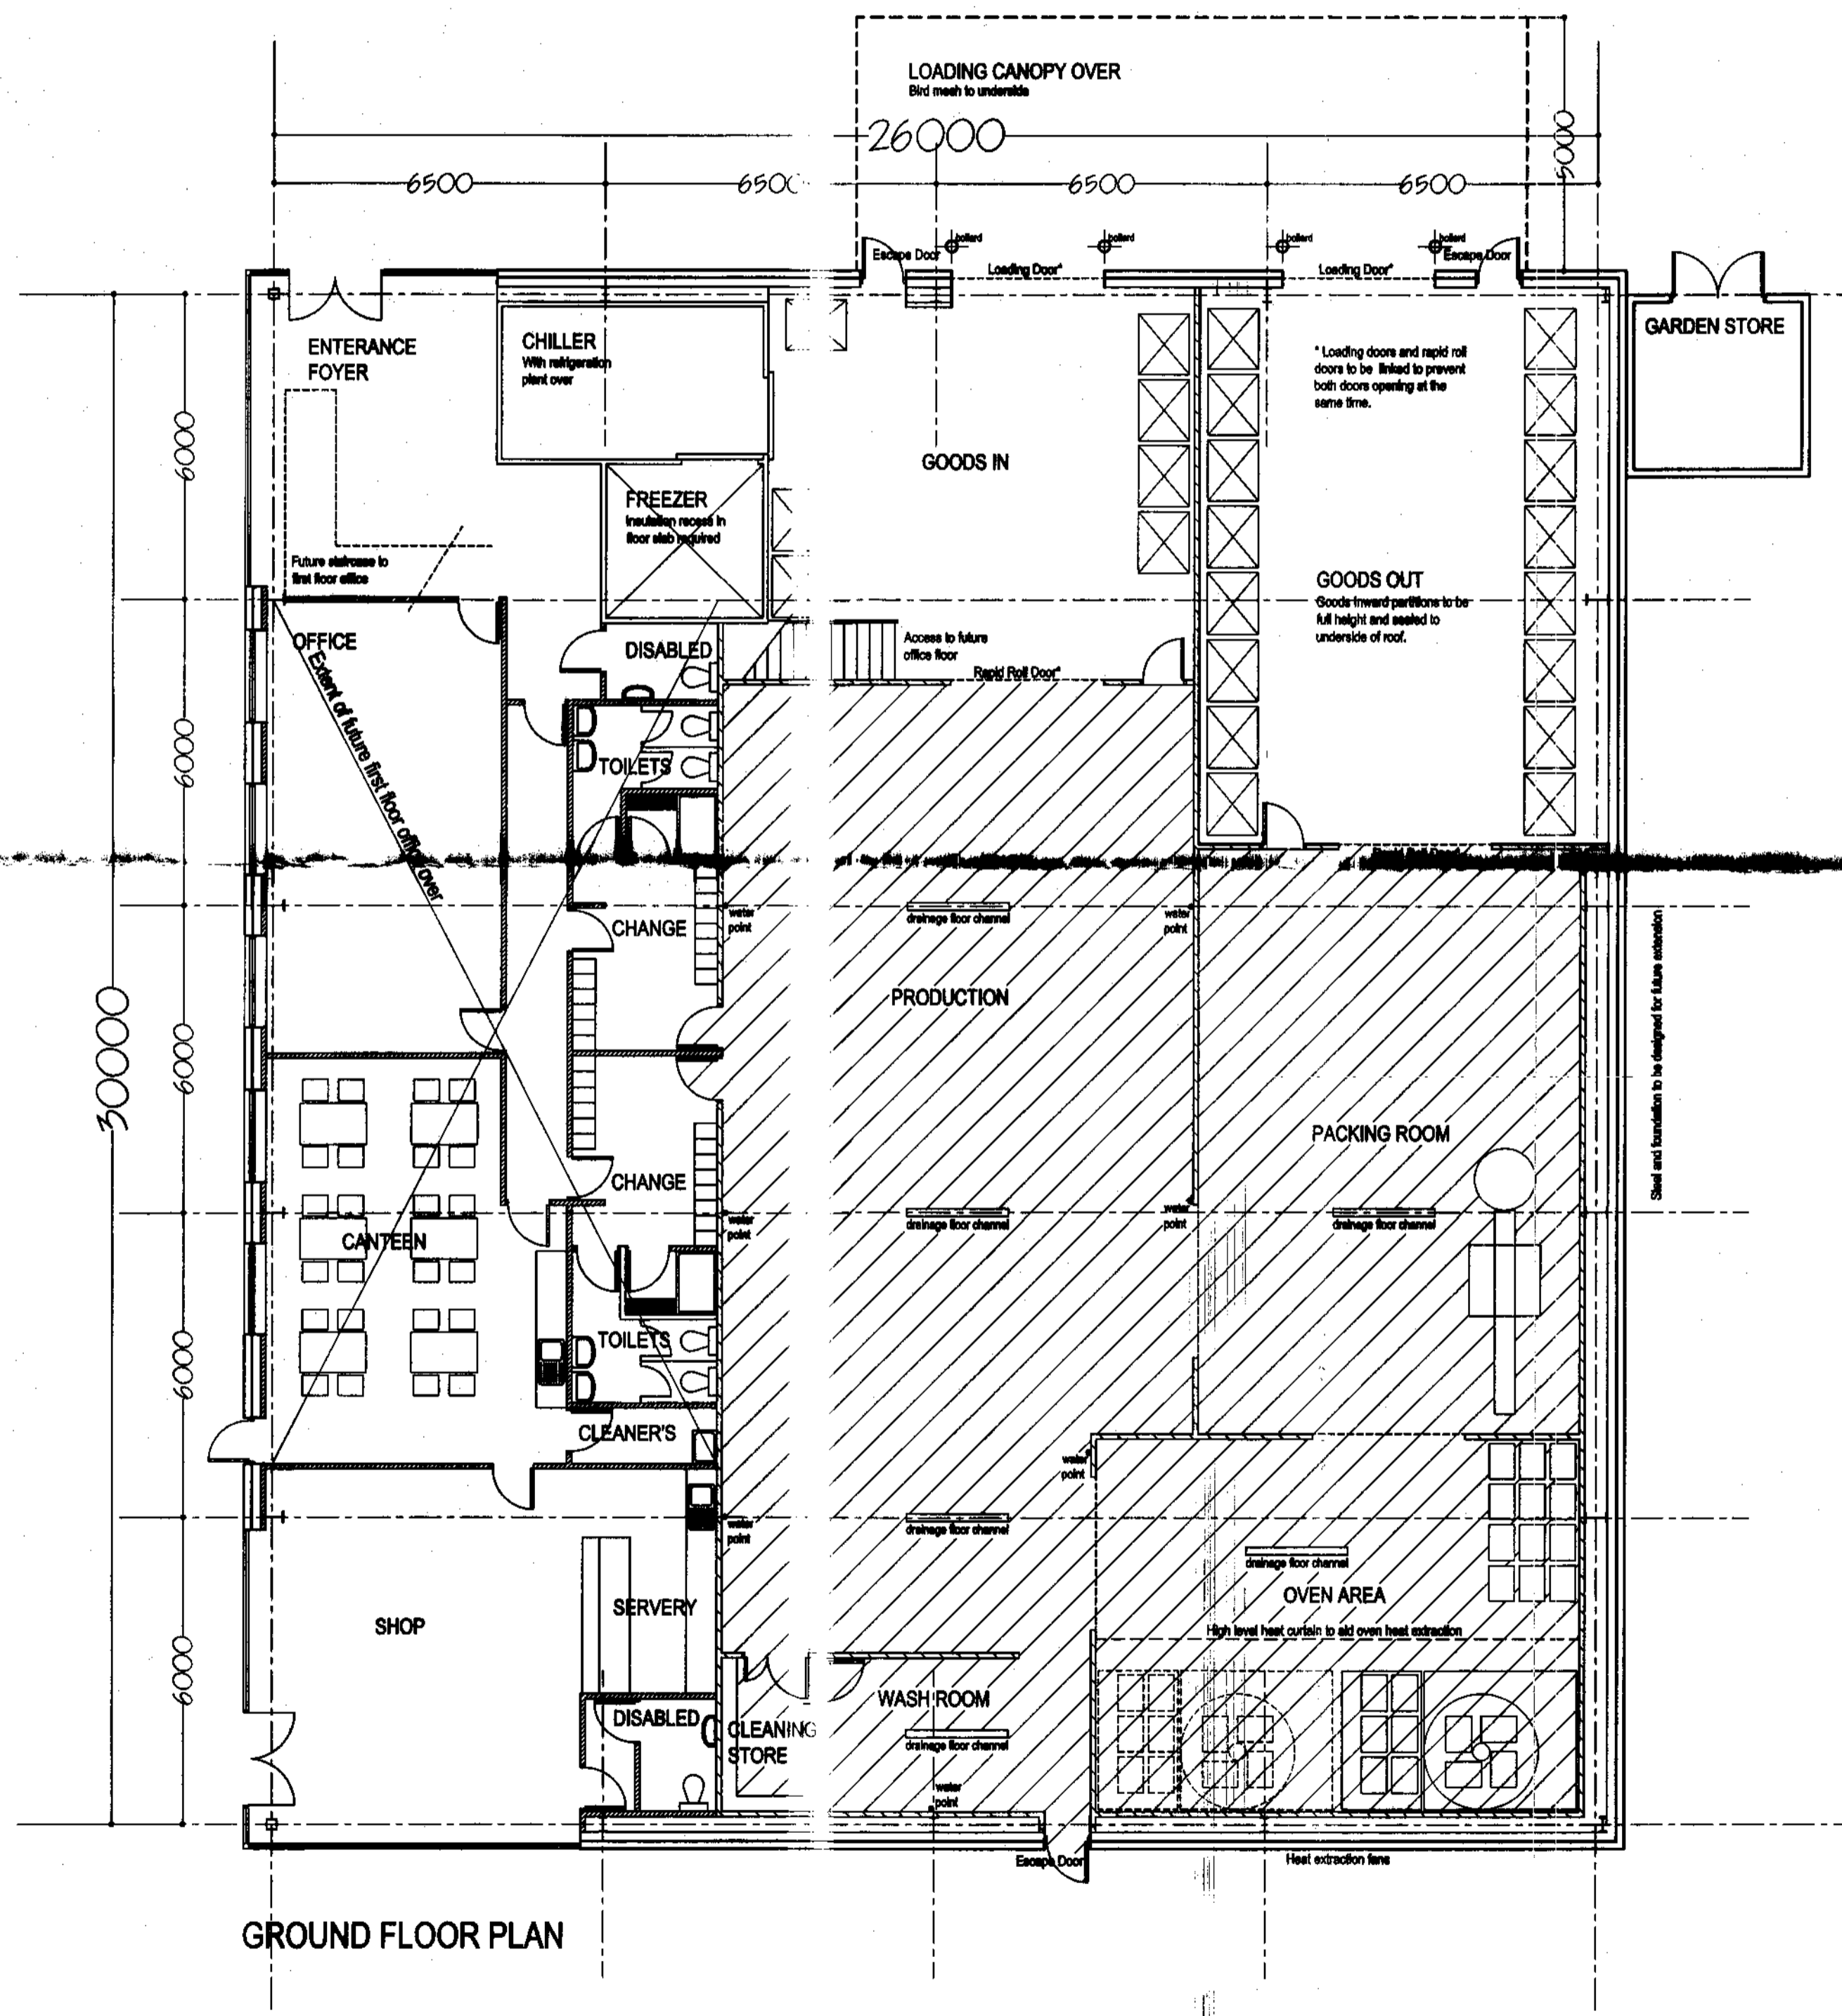 LOADING CANOPY OVER
Bird mesh to underside
26000
5000
6500
6500
6500
6500
bollard
bollard
bollard
bollard
Escape Door
Loading Door*
Loading Door*
Escape Door
ENTERANCE
FOYER
CHILLER
With refrigeration
plant over
* Loading doors and rapid roll
doors to be linked to prevent
both doors opening at the
same time.
GARDEN STORE
6000
GOODS IN
FREEZER
Insulation recess in
floor slab required
Future staircase to
first floor office
GOODS OUT
Goods inward partitions to be
full height and sealed to
underside of roof.
OFFICE
DISABLED
Access to future
office floor
Rapid Roll Door*
Extent of future first floor office over
6000
TOILETS
CHANGE
water
point
drainage floor channel
water
point
Steel and foundation to be designed for future extension
PRODUCTION
30000
6000
PACKING ROOM
CHANGE
water
point
drainage floor channel
water
point
drainage floor channel
CANTEEN
6000
TOILETS
CLEANER'S
water
point
water
point
drainage floor channel
drainage floor channel
OVEN AREA
SERVERY
SHOP
High level heat curtain to aid oven heat extraction
6000
WASH ROOM
DISABLED
CLEANING
STORE
drainage floor channel
water
point
Escape Door
Heat extraction fans
GROUND FLOOR PLAN